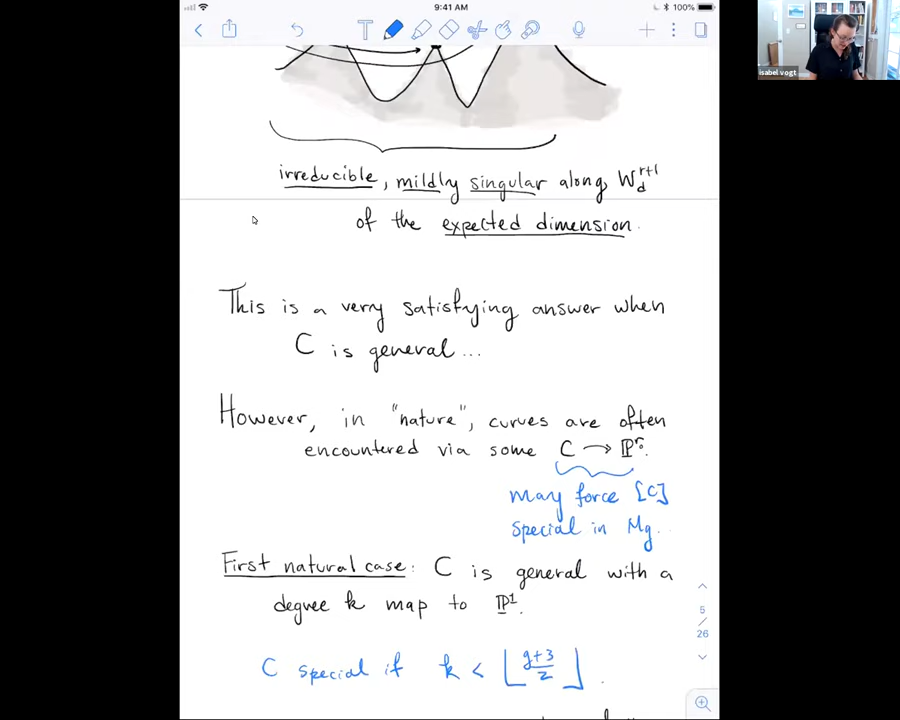 9:41 AM
100%
isabel vogt
irreducible, mildly singular along W_d^{r+1}
of the expected dimension.
This is a very satisfying answer when
C is general...
However, in "nature", curves are often
encountered via some C → ℙ^r.
may force [C]
special in Mg.
First natural case: C is general with a
degree k map to ℙ^1.
C special if k < ⌊(g+3)/2⌋.
5
/
26